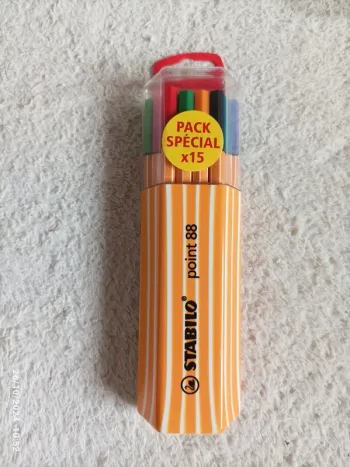 PACK
SPÉCIAL
x15
STABILO® point 88